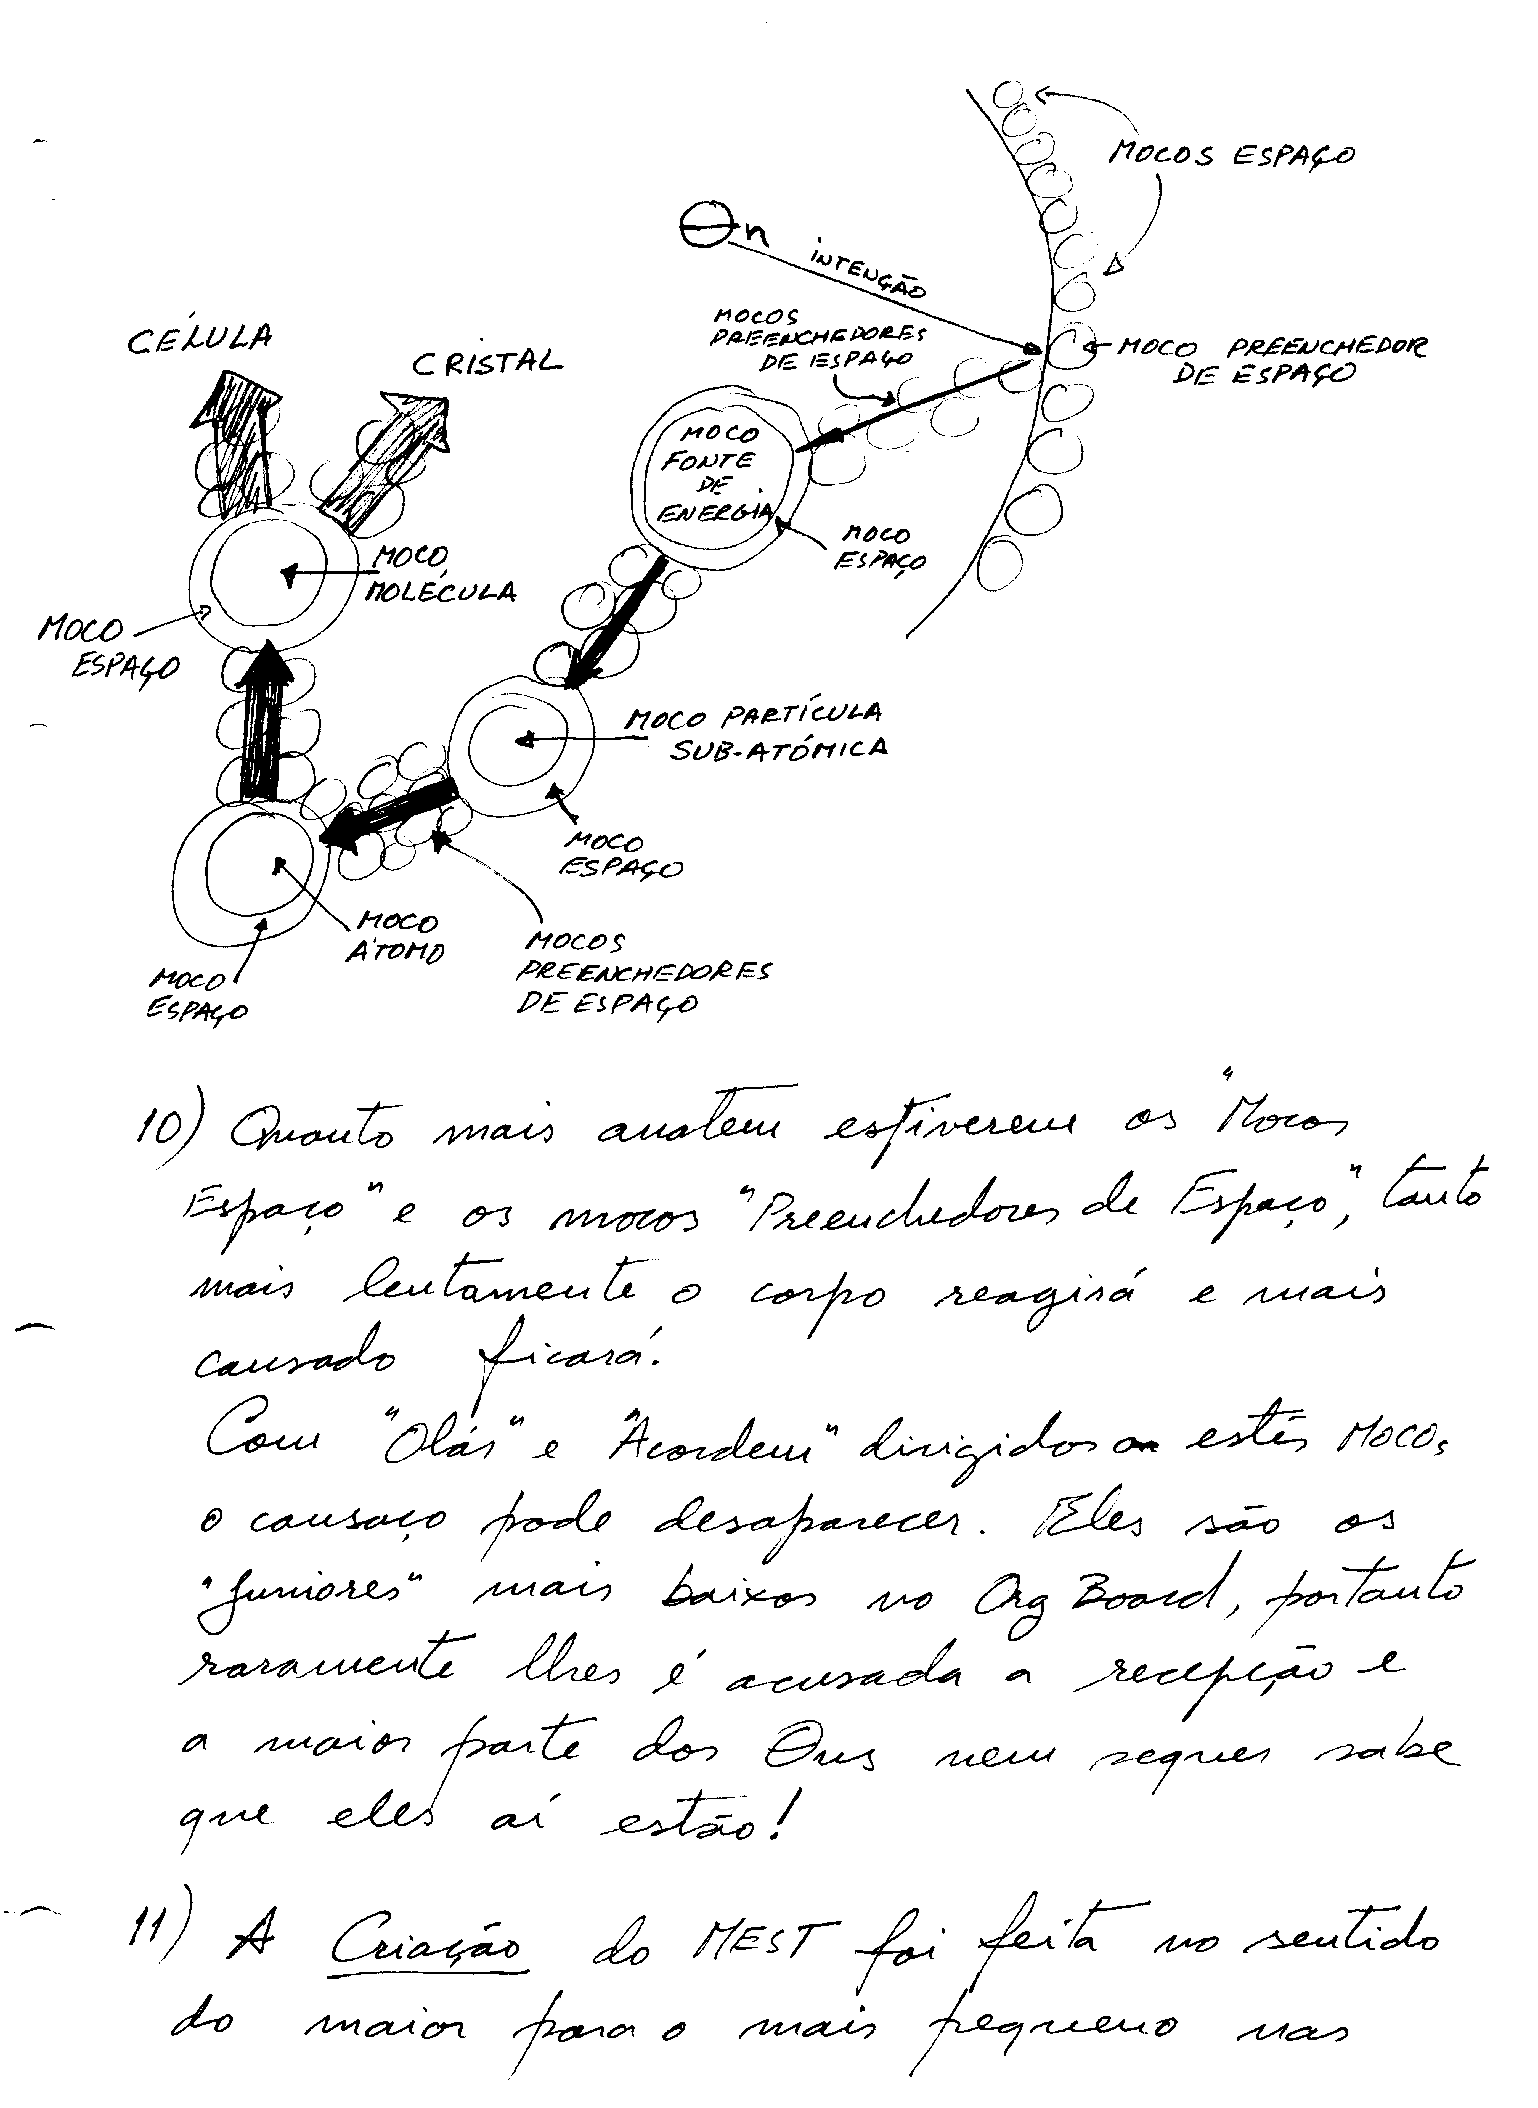 MOCOS ESPAÇO
Θn
INTENÇÃO
MOCOS
PREENCHEDORES
DE ESPAÇO
MOCO PREENCHEDOR
DE ESPAÇO
CÉLULA
CRISTAL
MOCO
FONTE
DE
ENERGIA
MOCO
ESPAÇO
MOCO
MOLÉCULA
MOCO
ESPAÇO
MOCO PARTÍCULA
SUB-ATÓMICA
MOCO
ESPAÇO
MOCO
ÁTOMO
MOCOS
PREENCHEDORES
DE ESPAÇO
MOCO
ESPAÇO
10) Quanto mais anatem estiverem os "Mocos
Espaço" e os mocos "Preenchedores de Espaço", tanto
mais lentamente o corpo reagirá e mais
cansado ficará.
Com "Olás" e "Acordem" dirigidos a estes Mocos
o cansaço pode desaparecer. Eles são os
"Juniores" mais baixos no Org Board, portanto
raramente lhes é acusada a recepção e
a maior parte dos Θns nem sequer sabe
que eles aí estão!
11) A Criação do MEST foi feita no sentido
do maior para o mais pequeno nas